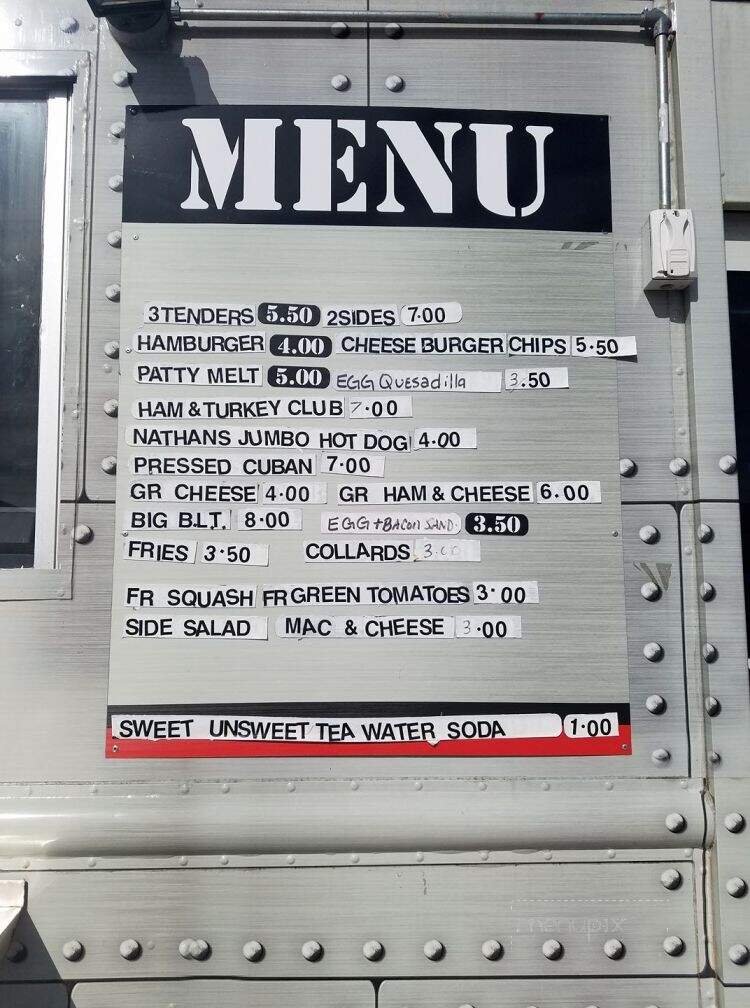 MENU
3TENDERS 5.50 2SIDES 7.00
HAMBURGER 4.00 CHEESE BURGER CHIPS 5.50
PATTY MELT 5.00 EGG Quesadilla 3.50
HAM & TURKEY CLUB 7.00
NATHANS JUMBO HOT DOG 4.00
PRESSED CUBAN 7.00
GR CHEESE 4.00 GR HAM & CHEESE 6.00
BIG B.L.T. 8.00 EGG + BACON SAND. 3.50
FRIES 3.50 COLLARDS 3.00
FR SQUASH FR GREEN TOMATOES 3.00
SIDE SALAD MAC & CHEESE 3.00
SWEET UNSWEET TEA WATER SODA 1.00
menupix